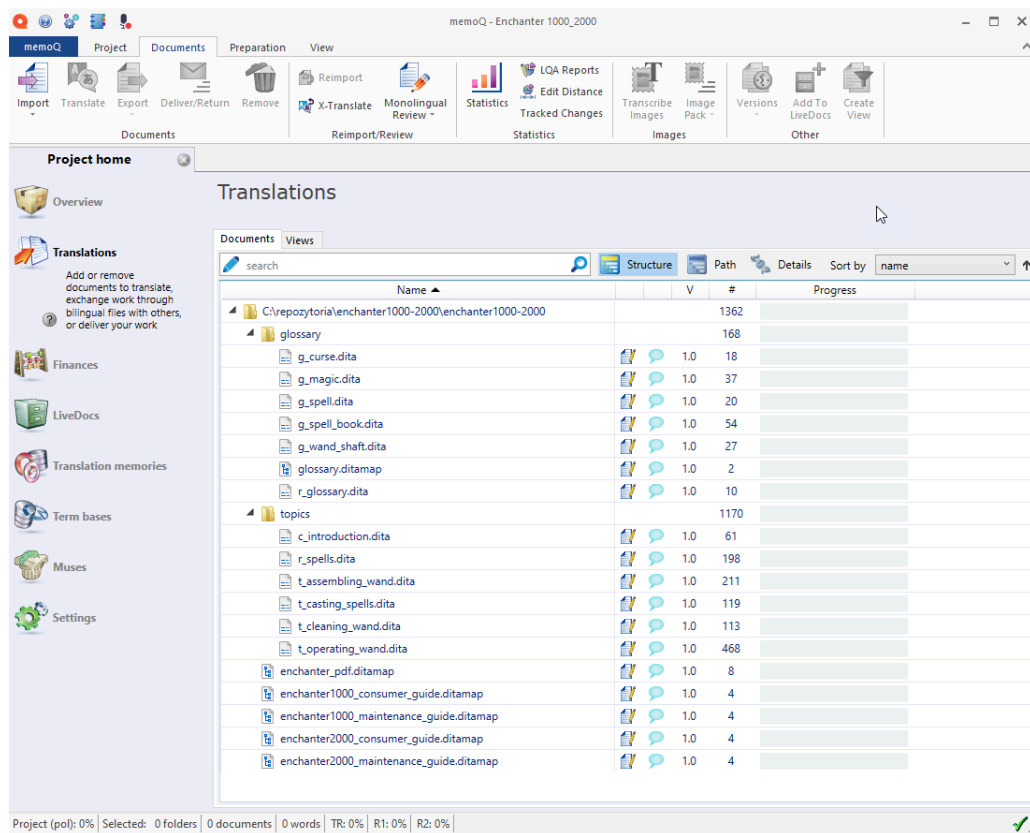 memoQ - Enchanter 1000_2000
memoQ Project Documents Preparation View
Import Translate Export Deliver/Return Remove
Documents
Reimport
X-Translate
Monolingual
Review
Reimport/Review
Statistics
LQA Reports
Edit Distance
Tracked Changes
Statistics
Transcribe
Images
Image
Pack
Images
Versions
Add To
LiveDocs
Create
View
Other
Project home
Overview
Translations
Add or remove
documents to translate,
exchange work through
bilingual files with others,
or deliver your work
Finances
LiveDocs
Translation memories
Term bases
Muses
Settings
Translations
Documents Views
search Structure Path Details Sort by name
Name V # Progress
C:\repozytoria\enchanter1000-2000\enchanter1000-2000 1362
glossary 168
g_curse.dita 1.0 18
g_magic.dita 1.0 37
g_spell.dita 1.0 20
g_spell_book.dita 1.0 54
g_wand_shaft.dita 1.0 27
glossary.ditamap 1.0 2
r_glossary.dita 1.0 10
topics 1170
c_introduction.dita 1.0 61
r_spells.dita 1.0 198
t_assembling_wand.dita 1.0 211
t_casting_spells.dita 1.0 119
t_cleaning_wand.dita 1.0 113
t_operating_wand.dita 1.0 468
enchanter_pdf.ditamap 1.0 8
enchanter1000_consumer_guide.ditamap 1.0 4
enchanter1000_maintenance_guide.ditamap 1.0 4
enchanter2000_consumer_guide.ditamap 1.0 4
enchanter2000_maintenance_guide.ditamap 1.0 4
Project (pol): 0% Selected: 0 folders 0 documents 0 words TR: 0% R1: 0% R2: 0%